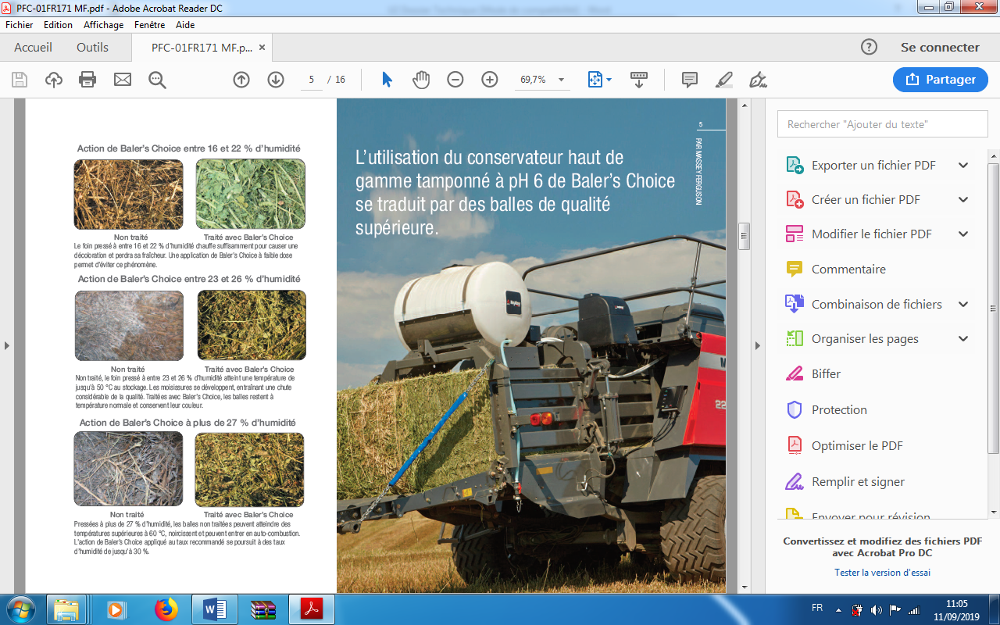 PFC-01FR171 MF.pdf - Adobe Acrobat Reader DC
Fichier Edition Affichage Fenêtre Aide
Accueil Outils PFC-01FR171 MF.p... × ? Se connecter
5 / 16 69,7% Partager
Action de Baler's Choice entre 16 et 22 % d'humidité
Non traité Traité avec Baler's Choice
Le foin pressé à entre 16 et 22 % d'humidité chauffe suffisamment pour causer une
décoloration et perdra sa fraîcheur. Une application de Baler's Choice à faible dose
permet d'éviter ce phénomène.
Action de Baler's Choice entre 23 et 26 % d'humidité
Non traité Traité avec Baler's Choice
Non traité, le foin pressé à entre 23 et 26 % d'humidité atteint une température de
jusqu'à 50 °C au stockage. Les moisissures se développent, entraînant une chute
considérable de la qualité. Traitées avec Baler's Choice, les balles restent à
température normale et conservent leur couleur.
Action de Baler's Choice à plus de 27 % d'humidité
Non traité Traité avec Baler's Choice
Pressées à plus de 27 % d'humidité, les balles non traitées peuvent atteindre des
températures supérieures à 60 °C, noircissent et peuvent entrer en auto-combustion.
L'action de Baler's Choice appliqué au taux recommandé se poursuit à des taux
d'humidité de jusqu'à 30 %.
5
PAR MASSEY FERGUSON
L'utilisation du conservateur haut de
gamme tamponné à pH 6 de Baler's Choice
se traduit par des balles de qualité
supérieure.
M
22
Rechercher "Ajouter du texte"
Exporter un fichier PDF
Créer un fichier PDF
Modifier le fichier PDF
Commentaire
Combinaison de fichiers
Organiser les pages
Biffer
Protection
Optimiser le PDF
Remplir et signer
Envoyer pour révision
Convertissez et modifiez des fichiers PDF
avec Acrobat Pro DC
Tester la version d'essai
FR 11:05
11/09/2019